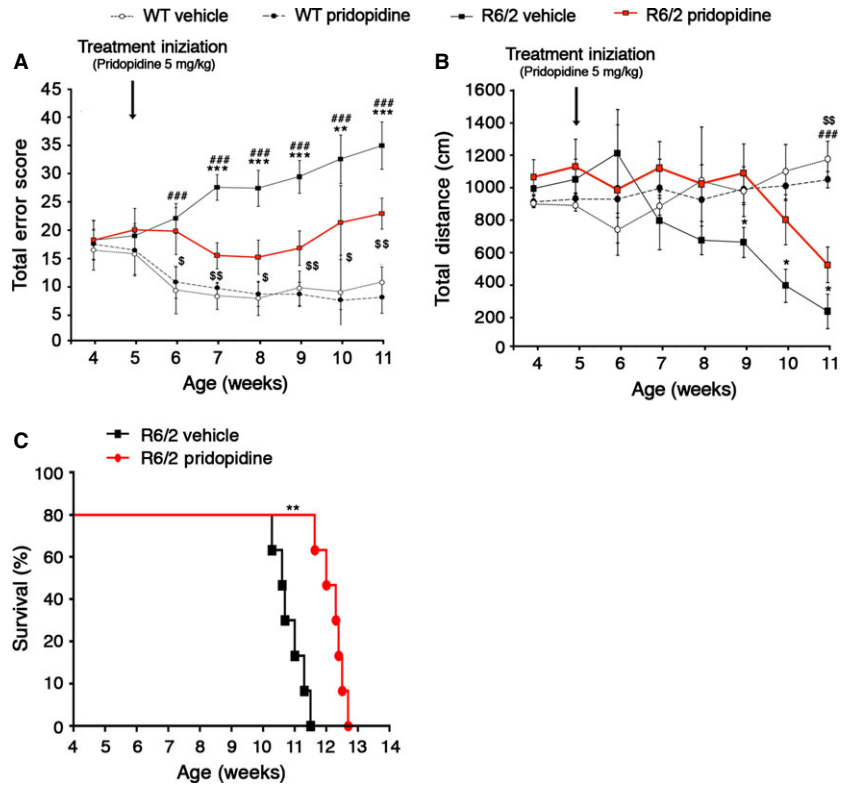 WT vehicle WT pridopidine R6/2 vehicle R6/2 pridopidine
A
Treatment iniziation
(Pridopidine 5 mg/kg)
Total error score
45
40
35
30
25
20
15
10
5
0
###
###
***
###
***
###
***
###
**
###
***
$
$$
$
$$
$
$$
4 5 6 7 8 9 10 11
Age (weeks)
B
Treatment iniziation
(Pridopidine 5 mg/kg)
Total distance (cm)
1600
1400
1200
1000
800
600
400
200
0
$$
###
*
*
*
4 5 6 7 8 9 10 11
Age (weeks)
C
R6/2 vehicle
R6/2 pridopidine
Survival (%)
100
80
60
40
20
0
**
4 5 6 7 8 9 10 11 12 13 14
Age (weeks)